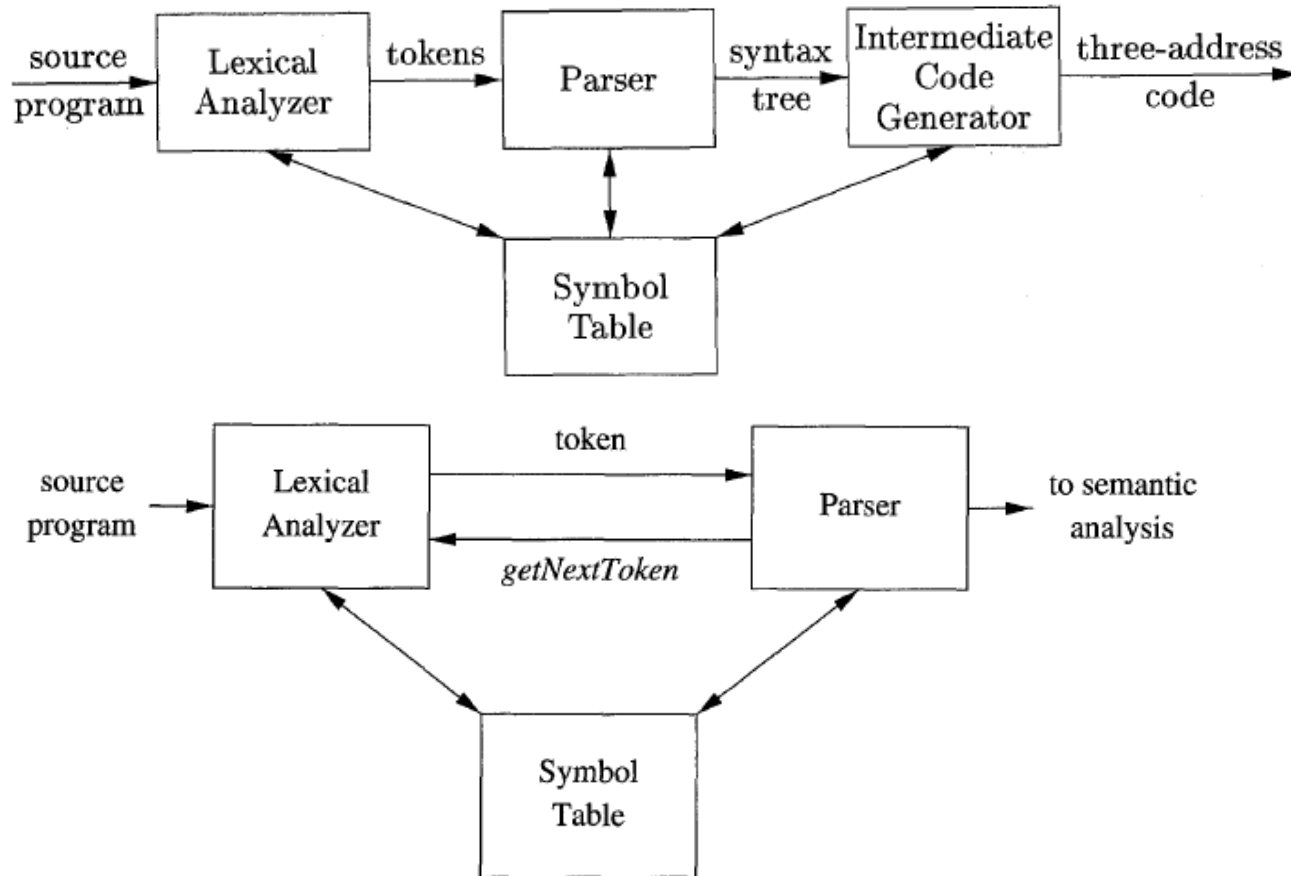 source
program
Lexical
Analyzer
tokens
Parser
syntax
tree
Intermediate
Code
Generator
three-address
code
Symbol
Table
source
program
Lexical
Analyzer
token
getNextToken
Parser
to semantic
analysis
Symbol
Table